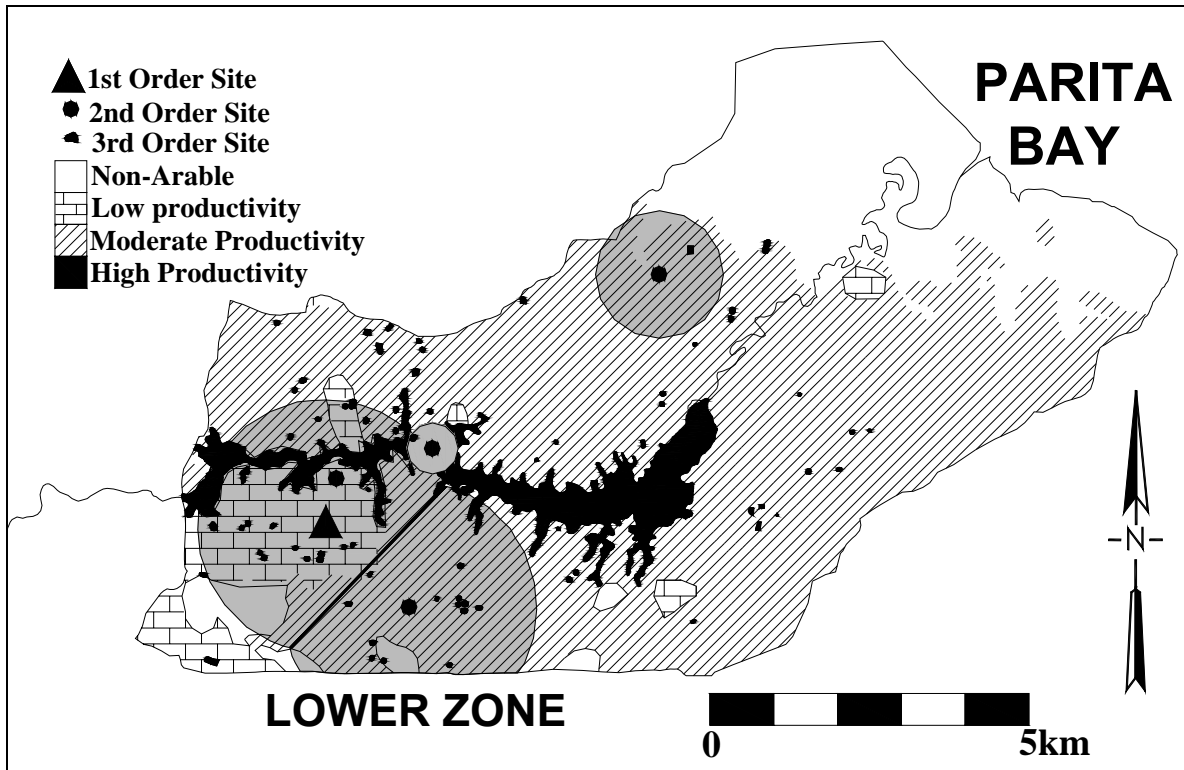 PARITA
BAY
1st Order Site
2nd Order Site
3rd Order Site
Non-Arable
Low productivity
Moderate Productivity
High Productivity
N
LOWER ZONE
0 5km